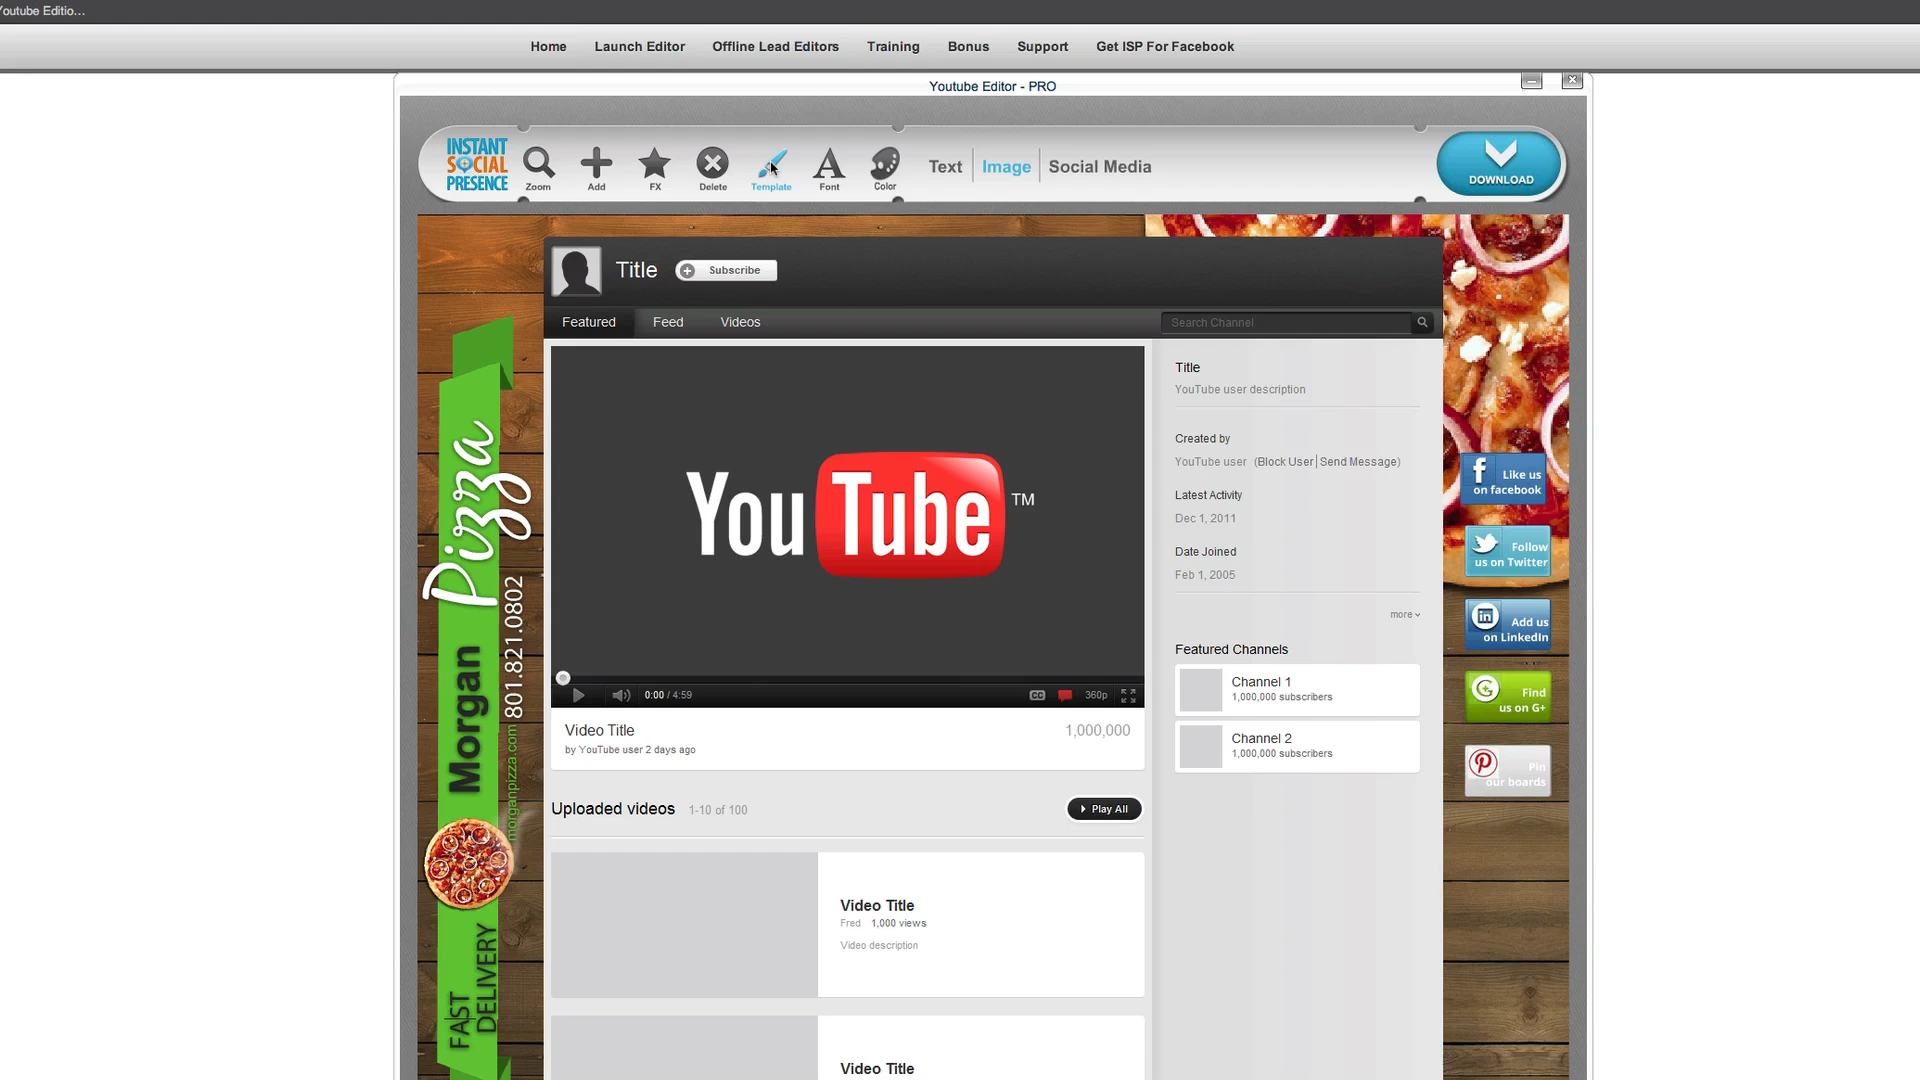 Youtube Editio...
Home
Launch Editor
Offline Lead Editors
Training
Bonus
Support
Get ISP For Facebook
Youtube Editor - PRO
INSTANT
SOCIAL
PRESENCE
Zoom
Add
FX
Delete
Template
Font
Color
Text
Image
Social Media
DOWNLOAD
Title
Subscribe
Featured
Feed
Videos
Search Channel
You Tube TM
0:00 / 4:59
CC
360p
Video Title
1,000,000
by YouTube user 2 days ago
Uploaded videos
1-10 of 100
Play All
Video Title
Fred 1,000 views
Video description
Video Title
Title
YouTube user description
Created by
YouTube user (Block User|Send Message)
Latest Activity
Dec 1, 2011
Date Joined
Feb 1, 2005
more
Featured Channels
Channel 1
1,000,000 subscribers
Channel 2
1,000,000 subscribers
Morgan Pizza
801.821.0802
morganpizza.com
FAST
DELIVERY
Like us
on facebook
Follow
us on Twitter
Add us
on LinkedIn
Find
us on G+
Pin
our boards